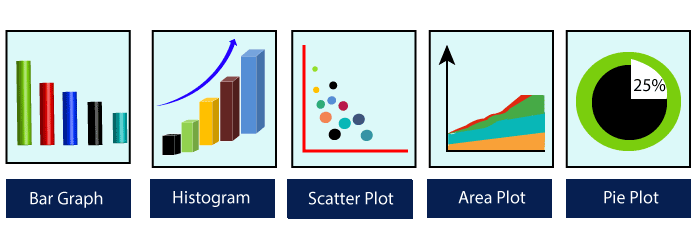 25%
Bar Graph
Histogram
Scatter Plot
Area Plot
Pie Plot